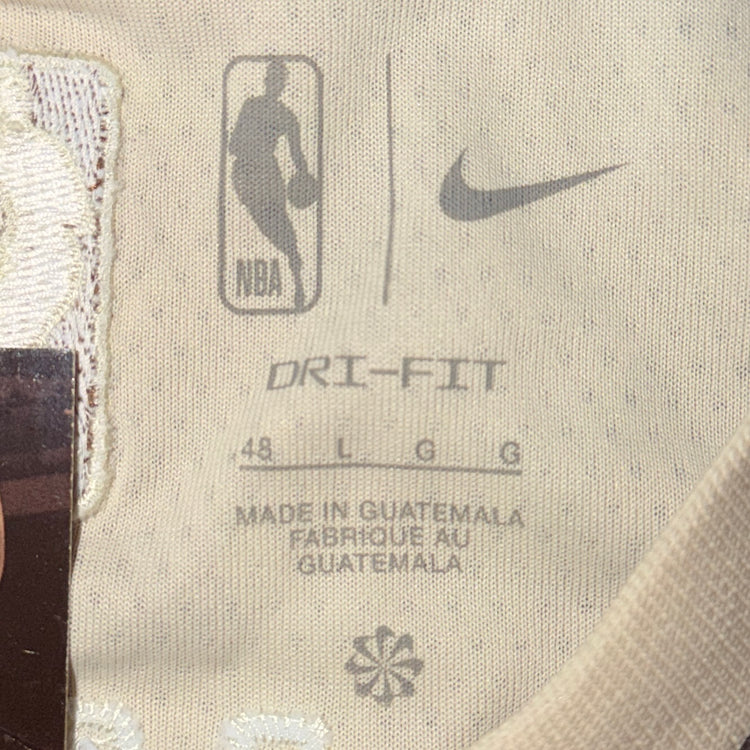 NBA
DRI-FIT
48 L G G
MADE IN GUATEMALA
FABRIQUE AU
GUATEMALA